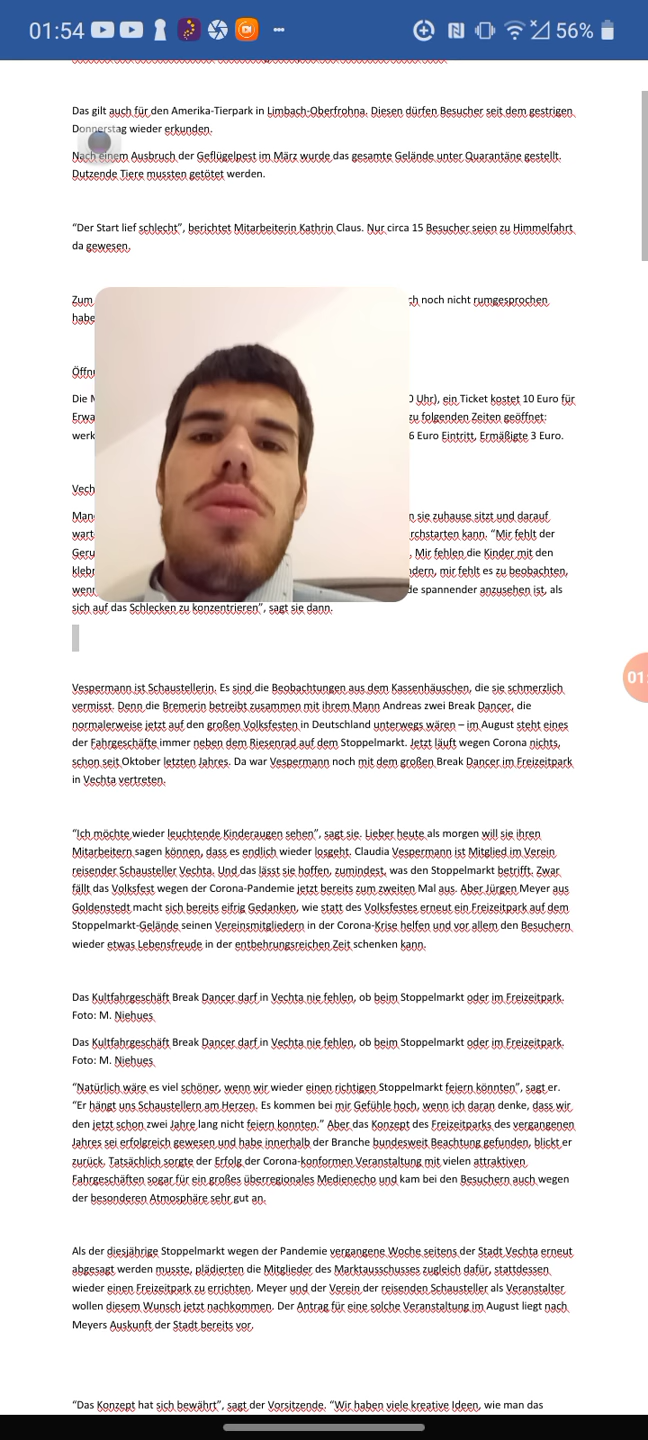 01:54
56%
Das gilt auch für den Amerika-Tierpark in Limbach-Oberfrohna. Diesen dürfen Besucher seit dem gestrigen
Donnerstag wieder erkunden.
Nach einem Ausbruch der Geflügelpest im März wurde das gesamte Gelände unter Quarantäne gestellt.
Dutzende Tiere mussten getötet werden.
“Der Start lief schlecht”, berichtet Mitarbeiterin Kathrin Claus. Nur circa 15 Besucher seien zu Himmelfahrt
da gewesen.
Zum ch noch nicht rumgesprochen
habe
Öffnu
Die N 0 Uhr), ein Ticket kostet 10 Euro für
Erwa zu folgenden Zeiten geöffnet:
werk 6 Euro Eintritt, Ermäßigte 3 Euro.
Vech
Man n sie zuhause sitzt und darauf
wart rchstarten kann. “Mir fehlt der
Geru . Mir fehlen die Kinder mit den
klebr ndern, mir fehlt es zu beobachten,
wenn de spannender anzusehen ist, als
sich auf das Schlecken zu konzentrieren”, sagt sie dann.
01:
Vespermann ist Schaustellerin. Es sind die Beobachtungen aus dem Kassenhäuschen, die sie schmerzlich
vermisst. Denn die Bremerin betreibt zusammen mit ihrem Mann Andreas zwei Break Dancer, die
normalerweise jetzt auf den großen Volksfesten in Deutschland unterwegs wären – im August steht eines
der Fahrgeschäfte immer neben dem Riesenrad auf dem Stoppelmarkt. Jetzt läuft wegen Corona nichts,
schon seit Oktober letzten Jahres. Da war Vespermann noch mit dem großen Break Dancer im Freizeitpark
in Vechta vertreten.
“Ich möchte wieder leuchtende Kinderaugen sehen”, sagt sie. Lieber heute als morgen will sie ihren
Mitarbeitern sagen können, dass es endlich wieder losgeht. Claudia Vespermann ist Mitglied im Verein
reisender Schausteller Vechta. Und das lässt sie hoffen, zumindest, was den Stoppelmarkt betrifft. Zwar
fällt das Volksfest wegen der Corona-Pandemie jetzt bereits zum zweiten Mal aus. Aber Jürgen Meyer aus
Goldenstedt macht sich bereits eifrig Gedanken, wie statt des Volksfestes erneut ein Freizeitpark auf dem
Stoppelmarkt-Gelände seinen Vereinsmitgliedern in der Corona-Krise helfen und vor allem den Besuchern
wieder etwas Lebensfreude in der entbehrungsreichen Zeit schenken kann.
Das Kultfahrgeschäft Break Dancer darf in Vechta nie fehlen, ob beim Stoppelmarkt oder im Freizeitpark.
Foto: M. Niehues
Das Kultfahrgeschäft Break Dancer darf in Vechta nie fehlen, ob beim Stoppelmarkt oder im Freizeitpark.
Foto: M. Niehues
“Natürlich wäre es viel schöner, wenn wir wieder einen richtigen Stoppelmarkt feiern könnten”, sagt er.
“Er hängt uns Schaustellern am Herzen. Es kommen bei mir Gefühle hoch, wenn ich daran denke, dass wir
den jetzt schon zwei Jahre lang nicht feiern konnten.” Aber das Konzept des Freizeitparks des vergangenen
Jahres sei erfolgreich gewesen und habe innerhalb der Branche bundesweit Beachtung gefunden, blickt er
zurück. Tatsächlich sorgte der Erfolg der Corona-konformen Veranstaltung mit vielen attraktiven
Fahrgeschäften sogar für ein großes überregionales Medienecho und kam bei den Besuchern auch wegen
der besonderen Atmosphäre sehr gut an.
Als der diesjährige Stoppelmarkt wegen der Pandemie vergangene Woche seitens der Stadt Vechta erneut
abgesagt werden musste, plädierten die Mitglieder des Marktausschusses zugleich dafür, stattdessen
wieder einen Freizeitpark zu errichten. Meyer und der Verein der reisenden Schausteller als Veranstalter
wollen diesem Wunsch jetzt nachkommen. Der Antrag für eine solche Veranstaltung im August liegt nach
Meyers Auskunft der Stadt bereits vor.
“Das Konzept hat sich bewährt”, sagt der Vorsitzende. “Wir haben viele kreative Ideen, wie man das